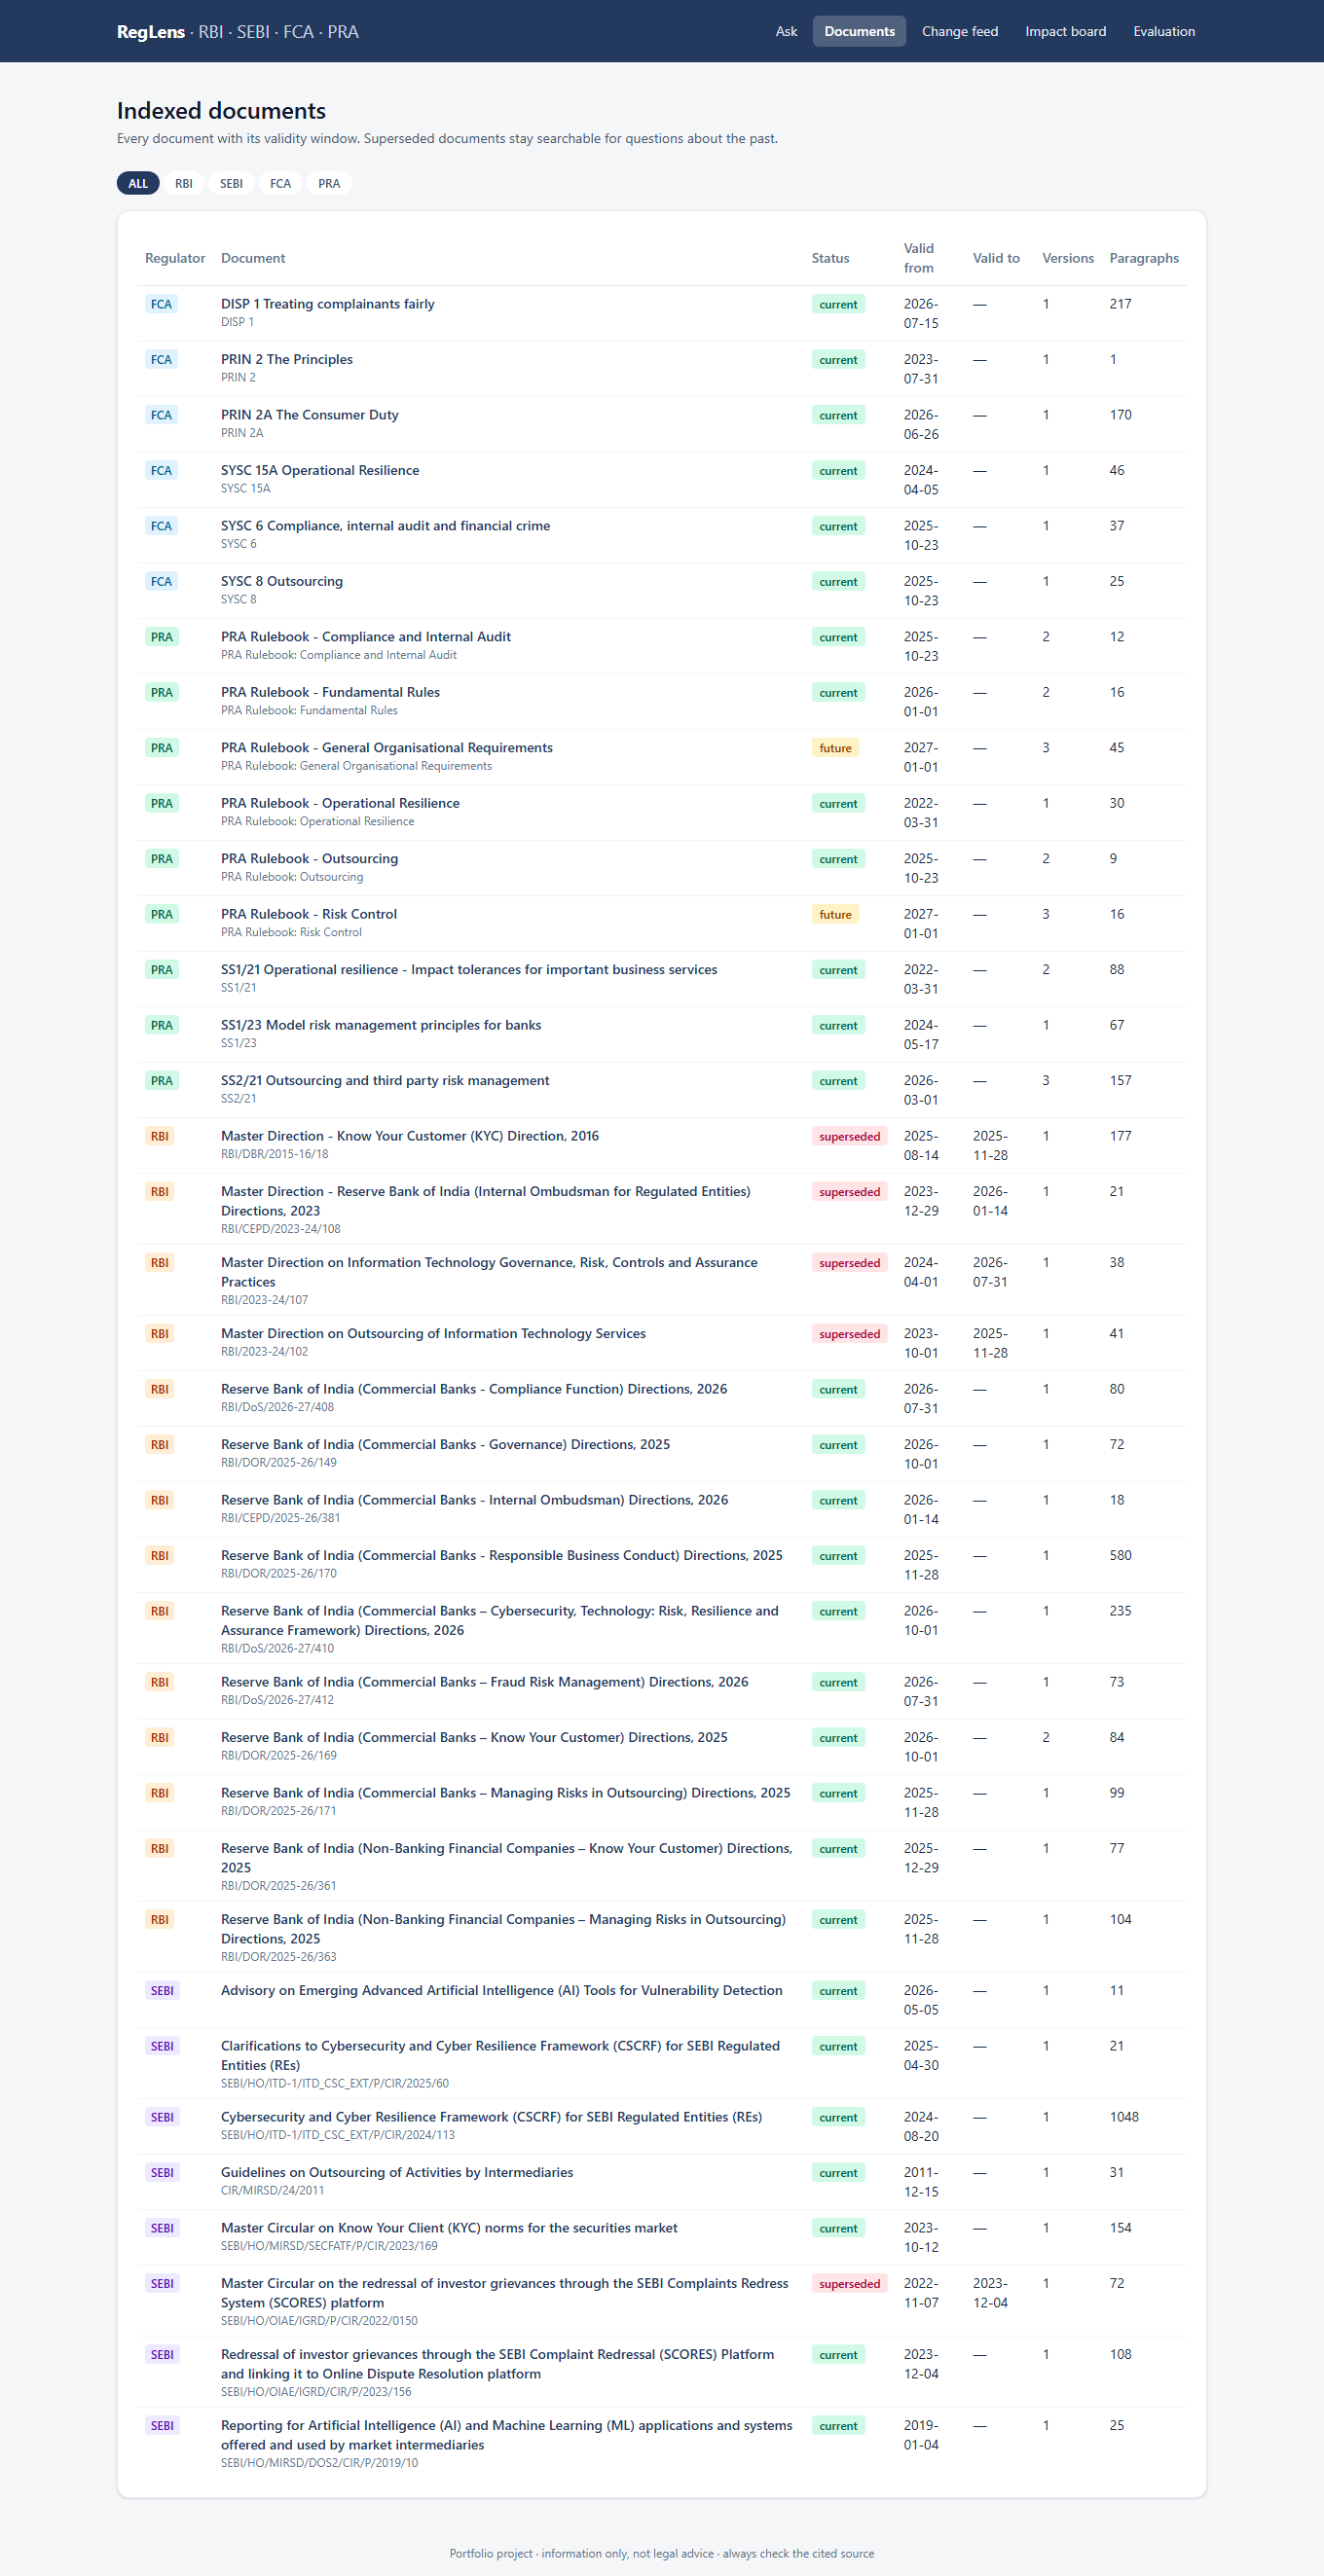 RegLens · RBI · SEBI · FCA · PRA
Ask Documents Change feed Impact board Evaluation
Indexed documents
Every document with its validity window. Superseded documents stay searchable for questions about the past.
ALL RBI SEBI FCA PRA
Regulator Document Status Valid from Valid to Versions Paragraphs
FCA DISP 1 Treating complainants fairly current 2026-07-15 — 1 217
DISP 1
FCA PRIN 2 The Principles current 2023-07-31 — 1 1
PRIN 2
FCA PRIN 2A The Consumer Duty current 2026-06-26 — 1 170
PRIN 2A
FCA SYSC 15A Operational Resilience current 2024-04-05 — 1 46
SYSC 15A
FCA SYSC 6 Compliance, internal audit and financial crime current 2025-10-23 — 1 37
SYSC 6
FCA SYSC 8 Outsourcing current 2025-10-23 — 1 25
SYSC 8
PRA PRA Rulebook - Compliance and Internal Audit current 2025-10-23 — 2 12
PRA Rulebook: Compliance and Internal Audit
PRA PRA Rulebook - Fundamental Rules current 2026-01-01 — 2 16
PRA Rulebook: Fundamental Rules
PRA PRA Rulebook - General Organisational Requirements future 2027-01-01 — 3 45
PRA Rulebook: General Organisational Requirements
PRA PRA Rulebook - Operational Resilience current 2022-03-31 — 1 30
PRA Rulebook: Operational Resilience
PRA PRA Rulebook - Outsourcing current 2025-10-23 — 2 9
PRA Rulebook: Outsourcing
PRA PRA Rulebook - Risk Control future 2027-01-01 — 3 16
PRA Rulebook: Risk Control
PRA SS1/21 Operational resilience - Impact tolerances for important business services current 2022-03-31 — 2 88
SS1/21
PRA SS1/23 Model risk management principles for banks current 2024-05-17 — 1 67
SS1/23
PRA SS2/21 Outsourcing and third party risk management current 2026-03-01 — 3 157
SS2/21
RBI Master Direction - Know Your Customer (KYC) Direction, 2016 superseded 2025-08-14 2025-11-28 1 177
RBI/DBR/2015-16/18
RBI Master Direction - Reserve Bank of India (Internal Ombudsman for Regulated Entities) superseded 2023-12-29 2026-01-14 1 21
Directions, 2023
RBI/CEPD/2023-24/108
RBI Master Direction on Information Technology Governance, Risk, Controls and Assurance superseded 2024-04-01 2026-07-31 1 38
Practices
RBI/2023-24/107
RBI Master Direction on Outsourcing of Information Technology Services superseded 2023-10-01 2025-11-28 1 41
RBI/2023-24/102
RBI Reserve Bank of India (Commercial Banks - Compliance Function) Directions, 2026 current 2026-07-31 — 1 80
RBI/DoS/2026-27/408
RBI Reserve Bank of India (Commercial Banks - Governance) Directions, 2025 current 2026-10-01 — 1 72
RBI/DOR/2025-26/149
RBI Reserve Bank of India (Commercial Banks - Internal Ombudsman) Directions, 2026 current 2026-01-14 — 1 18
RBI/CEPD/2025-26/381
RBI Reserve Bank of India (Commercial Banks - Responsible Business Conduct) Directions, 2025 current 2025-11-28 — 1 580
RBI/DOR/2025-26/170
RBI Reserve Bank of India (Commercial Banks – Cybersecurity, Technology: Risk, Resilience and current 2026-10-01 — 1 235
Assurance Framework) Directions, 2026
RBI/DoS/2026-27/410
RBI Reserve Bank of India (Commercial Banks – Fraud Risk Management) Directions, 2026 current 2026-07-31 — 1 73
RBI/DoS/2026-27/412
RBI Reserve Bank of India (Commercial Banks – Know Your Customer) Directions, 2025 current 2026-10-01 — 2 84
RBI/DOR/2025-26/169
RBI Reserve Bank of India (Commercial Banks – Managing Risks in Outsourcing) Directions, 2025 current 2025-11-28 — 1 99
RBI/DOR/2025-26/171
RBI Reserve Bank of India (Non-Banking Financial Companies – Know Your Customer) Directions, current 2025-12-29 — 1 77
2025
RBI/DOR/2025-26/361
RBI Reserve Bank of India (Non-Banking Financial Companies – Managing Risks in Outsourcing) current 2025-11-28 — 1 104
Directions, 2025
RBI/DOR/2025-26/363
SEBI Advisory on Emerging Advanced Artificial Intelligence (AI) Tools for Vulnerability Detection current 2026-05-05 — 1 11
SEBI Clarifications to Cybersecurity and Cyber Resilience Framework (CSCRF) for SEBI Regulated current 2025-04-30 — 1 21
Entities (REs)
SEBI/HO/ITD-1/ITD_CSC_EXT/P/CIR/2025/60
SEBI Cybersecurity and Cyber Resilience Framework (CSCRF) for SEBI Regulated Entities (REs) current 2024-08-20 — 1 1048
SEBI/HO/ITD-1/ITD_CSC_EXT/P/CIR/2024/113
SEBI Guidelines on Outsourcing of Activities by Intermediaries current 2011-12-15 — 1 31
CIR/MIRSD/24/2011
SEBI Master Circular on Know Your Client (KYC) norms for the securities market current 2023-10-12 — 1 154
SEBI/HO/MIRSD/SECFATF/P/CIR/2023/169
SEBI Master Circular on the redressal of investor grievances through the SEBI Complaints Redress superseded 2022-11-07 2023-12-04 1 72
System (SCORES) platform
SEBI/HO/OIAE/IGRD/P/CIR/2022/0150
SEBI Redressal of investor grievances through the SEBI Complaint Redressal (SCORES) Platform current 2023-12-04 — 1 108
and linking it to Online Dispute Resolution platform
SEBI/HO/OIAE/IGRD/CIR/P/2023/156
SEBI Reporting for Artificial Intelligence (AI) and Machine Learning (ML) applications and systems current 2019-01-04 — 1 25
offered and used by market intermediaries
SEBI/HO/MIRSD/DOS2/CIR/P/2019/10
Portfolio project · information only, not legal advice · always check the cited source